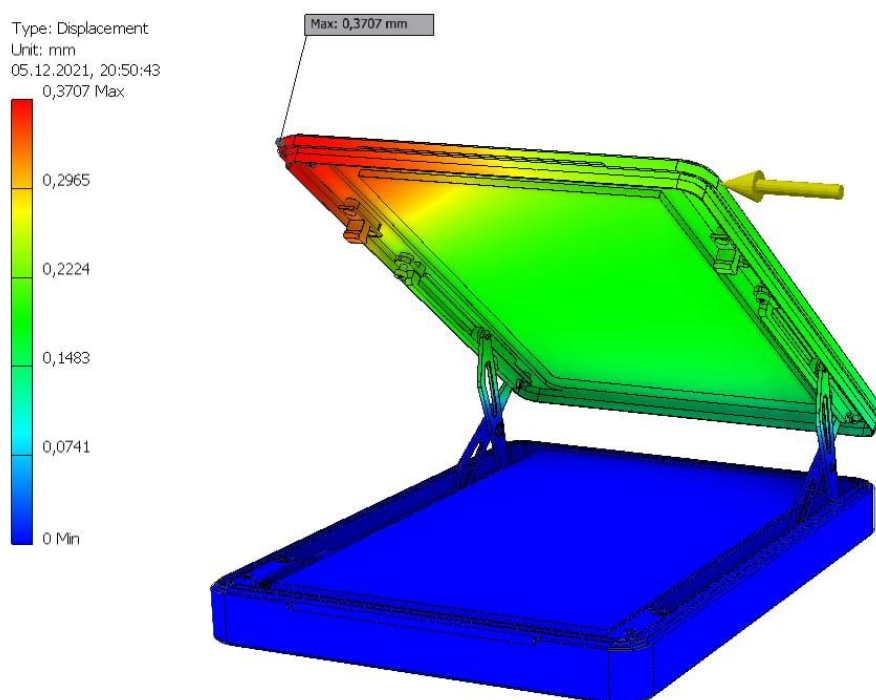 Type: Displacement
Unit: mm
05.12.2021, 20:50:43
0,3707 Max
0,2965
0,2224
0,1483
0,0741
0 Min
Max: 0,3707 mm